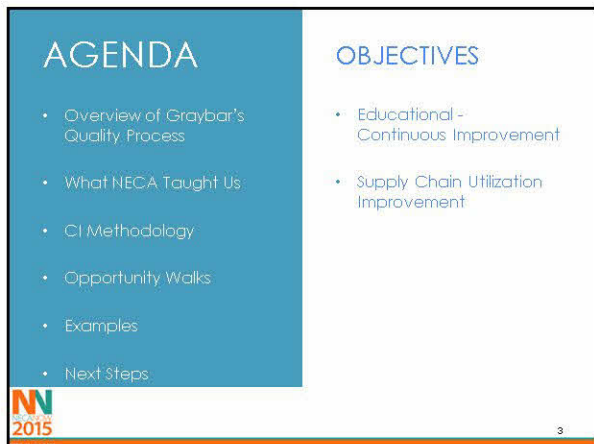 AGENDA
• Overview of Graybar's
Quality Process
• What NECA Taught Us
• CI Methodology
• Opportunity Walks
• Examples
• Next Steps
OBJECTIVES
• Educational -
Continuous Improvement
• Supply Chain Utilization
Improvement
NN
NECANOW
2015
3